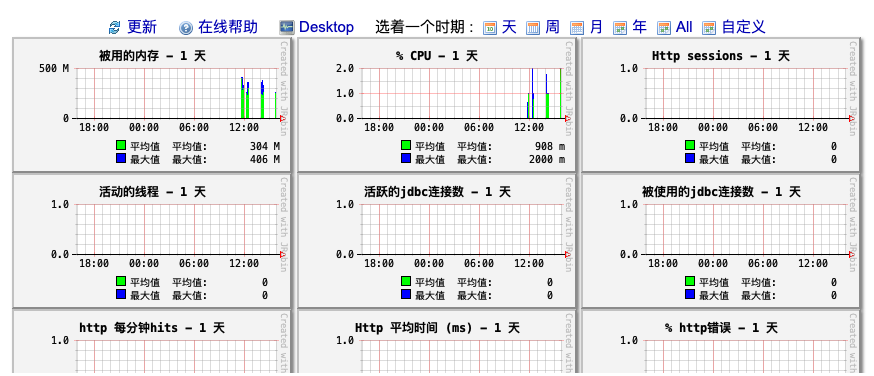 更新 在线帮助 Desktop 选着一个时期 : 天 周 月 年 All 自定义
被用的内存 - 1 天 % CPU - 1 天 Http sessions - 1 天
500 M 2.0 1.0
1.0
0 0.0 0.0
18:00 00:00 06:00 12:00 18:00 00:00 06:00 12:00 18:00 00:00 06:00 12:00
平均值 平均值: 304 M 平均值 平均值: 908 m 平均值 平均值: 0
最大值 最大值: 406 M 最大值 最大值: 2000 m 最大值 最大值: 0
Created with JRobin Created with JRobin Created with JRobin
活动的线程 - 1 天 活跃的jdbc连接数 - 1 天 被使用的jdbc连接数 - 1 天
1.0 1.0 1.0
0.0 0.0 0.0
18:00 00:00 06:00 12:00 18:00 00:00 06:00 12:00 18:00 00:00 06:00 12:00
平均值 平均值: 0 平均值 平均值: 0 平均值 平均值: 0
最大值 最大值: 0 最大值 最大值: 0 最大值 最大值: 0
Created with JRobin Created with JRobin Created with JRobin
http 每分钟hits - 1 天 Http 平均时间 (ms) - 1 天 % http错误 - 1 天
1.0 1.0 1.0
Created with Created with Created with